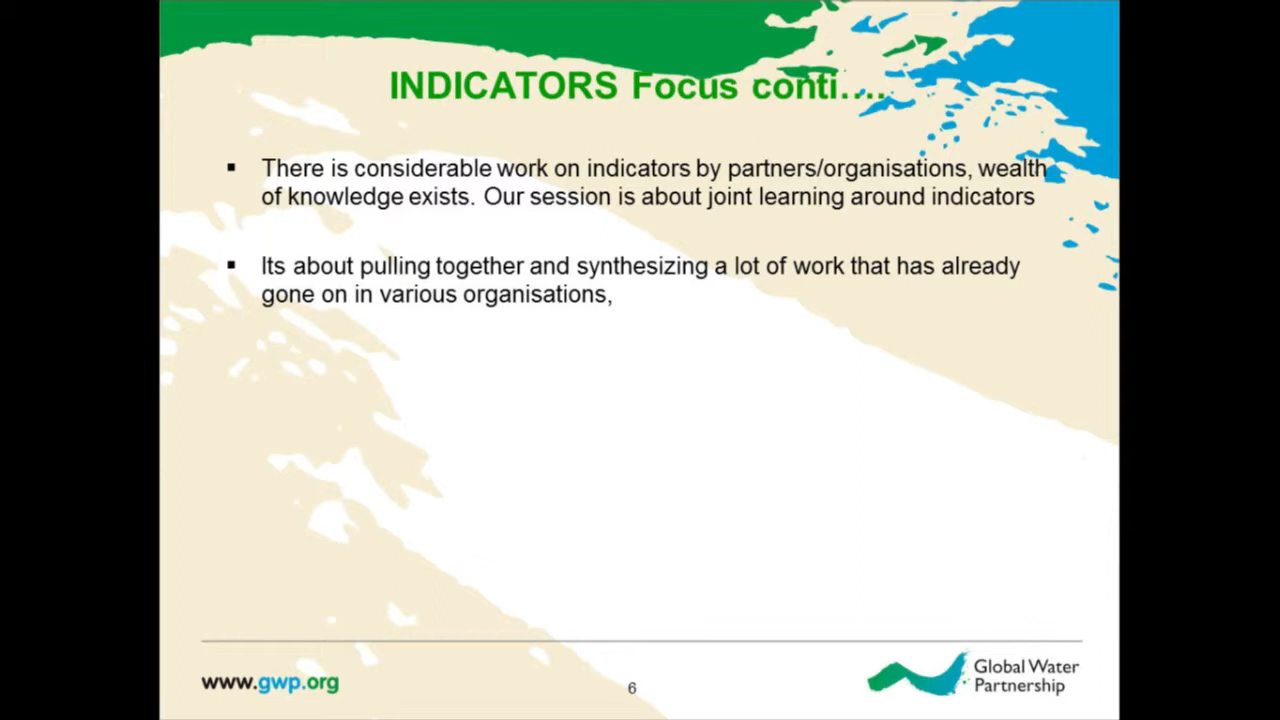 INDICATORS Focus conti....
▪ There is considerable work on indicators by partners/organisations, wealth
of knowledge exists. Our session is about joint learning around indicators
▪ Its about pulling together and synthesizing a lot of work that has already
gone on in various organisations,
www.gwp.org
6
Global Water
Partnership